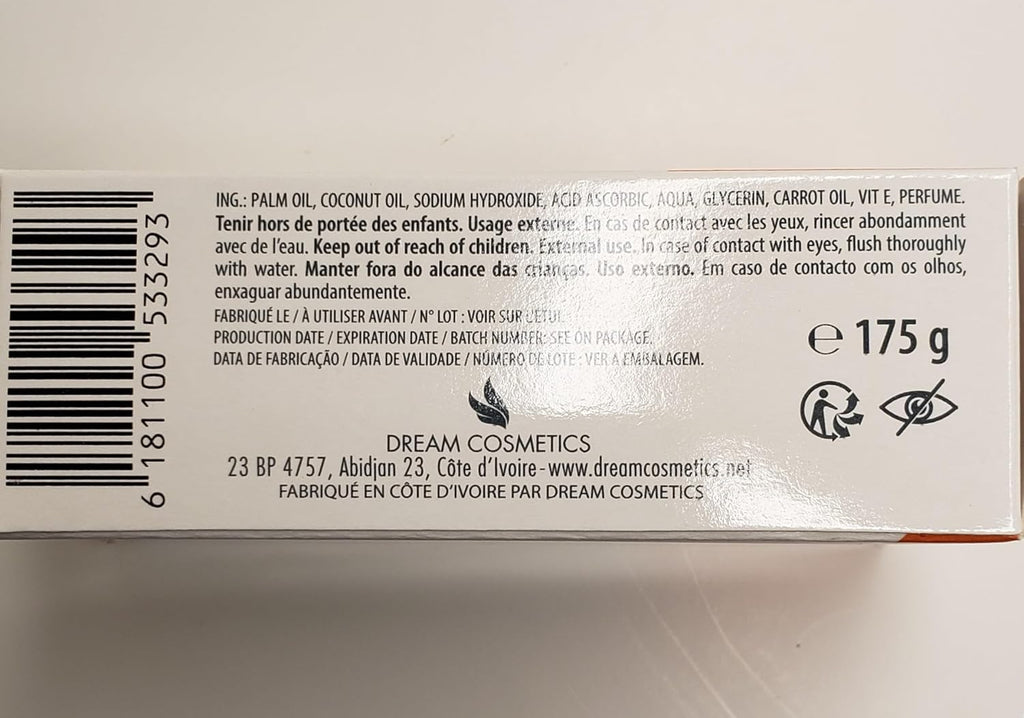 ING.: PALM OIL, COCONUT OIL, SODIUM HYDROXIDE, ACID ASCORBIC, AQUA, GLYCERIN, CARROT OIL, VIT E, PERFUME.
Tenir hors de portée des enfants. Usage externe. En cas de contact avec les yeux, rincer abondamment
avec de l'eau. Keep out of reach of children. External use. In case of contact with eyes, flush thoroughly
with water. Manter fora do alcance das crianças. Uso externo. Em caso de contacto com os olhos,
enxaguar abundantemente.
FABRIQUÉ LE / À UTILISER AVANT / N° LOT : VOIR SUR L'ETUI.
PRODUCTION DATE / EXPIRATION DATE / BATCH NUMBER: SEE ON PACKAGE.
DATA DE FABRICAÇÃO / DATA DE VALIDADE / NÚMERO DE LOTE : VER A EMBALAGEM.
℮ 175 g
DREAM COSMETICS
23 BP 4757, Abidjan 23, Côte d'Ivoire - www.dreamcosmetics.net
FABRIQUÉ EN CÔTE D'IVOIRE PAR DREAM COSMETICS
6 181100 533293